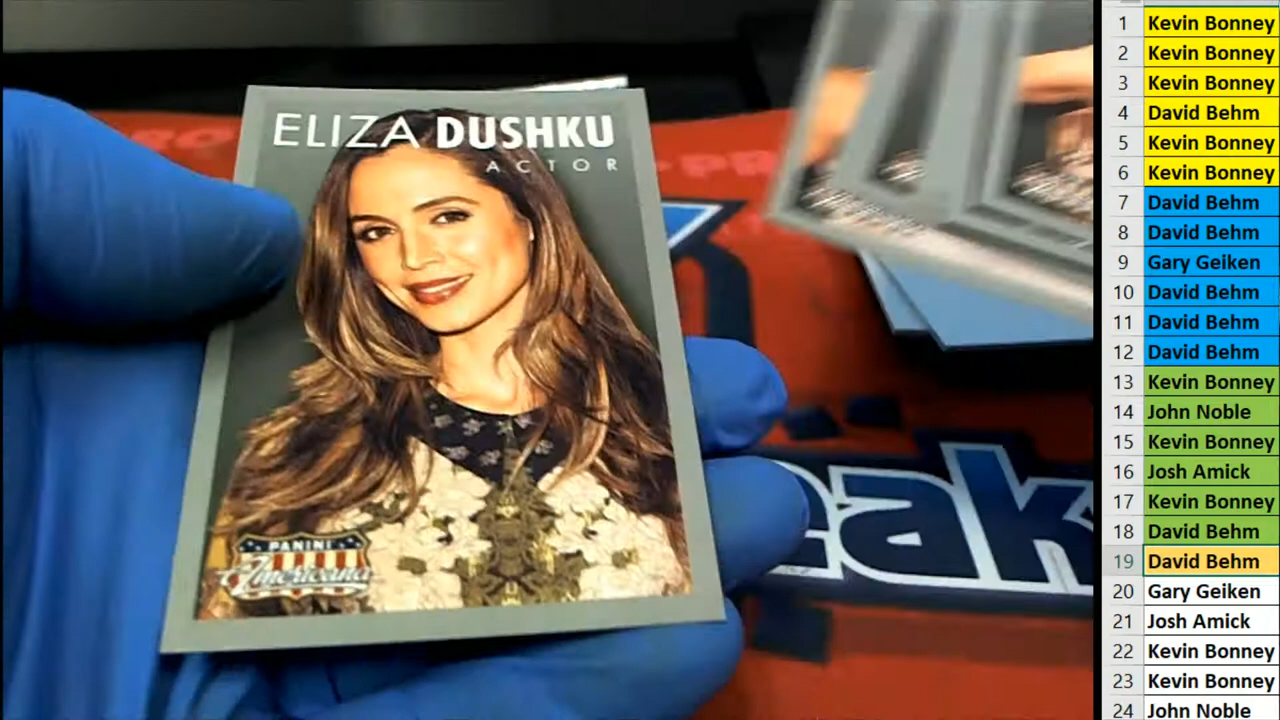 ELIZA DUSHKU
ACTOR
PANINI
Americana
eak
1 Kevin Bonney
2 Kevin Bonney
3 Kevin Bonney
4 David Behm
5 Kevin Bonney
6 Kevin Bonney
7 David Behm
8 David Behm
9 Gary Geiken
10 David Behm
11 David Behm
12 David Behm
13 Kevin Bonney
14 John Noble
15 Kevin Bonney
16 Josh Amick
17 Kevin Bonney
18 David Behm
19 David Behm
20 Gary Geiken
21 Josh Amick
22 Kevin Bonney
23 Kevin Bonney
24 John Noble